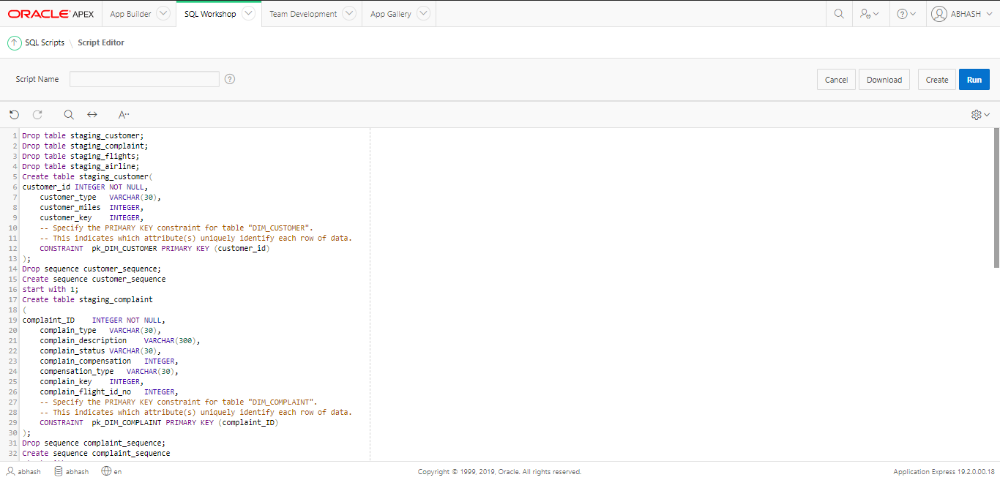 ORACLE APEX App Builder SQL Workshop Team Development App Gallery ABHASH
SQL Scripts \ Script Editor
Script Name Cancel Download Create Run
A
1 Drop table staging_customer;
2 Drop table staging_complaint;
3 Drop table staging_flights;
4 Drop table staging_airline;
5 Create table staging_customer(
6 customer_id INTEGER NOT NULL,
7 customer_type VARCHAR(30),
8 customer_miles INTEGER,
9 customer_key INTEGER,
10 -- Specify the PRIMARY KEY constraint for table "DIM_CUSTOMER".
11 -- This indicates which attribute(s) uniquely identify each row of data.
12 CONSTRAINT pk_DIM_CUSTOMER PRIMARY KEY (customer_id)
13 );
14 Drop sequence customer_sequence;
15 Create sequence customer_sequence
16 start with 1;
17 Create table staging_complaint
18 (
19 complaint_ID INTEGER NOT NULL,
20 complain_type VARCHAR(30),
21 complain_description VARCHAR(300),
22 complain_status VARCHAR(30),
23 complain_compensation INTEGER,
24 compensation_type VARCHAR(30),
25 complain_key INTEGER,
26 complain_flight_id_no INTEGER,
27 -- Specify the PRIMARY KEY constraint for table "DIM_COMPLAINT".
28 -- This indicates which attribute(s) uniquely identify each row of data.
29 CONSTRAINT pk_DIM_COMPLAINT PRIMARY KEY (complaint_ID)
30 );
31 Drop sequence complaint_sequence;
32 Create sequence complaint_sequence
abhash abhash en Copyright © 1999, 2019, Oracle. All rights reserved. Application Express 19.2.0.00.18